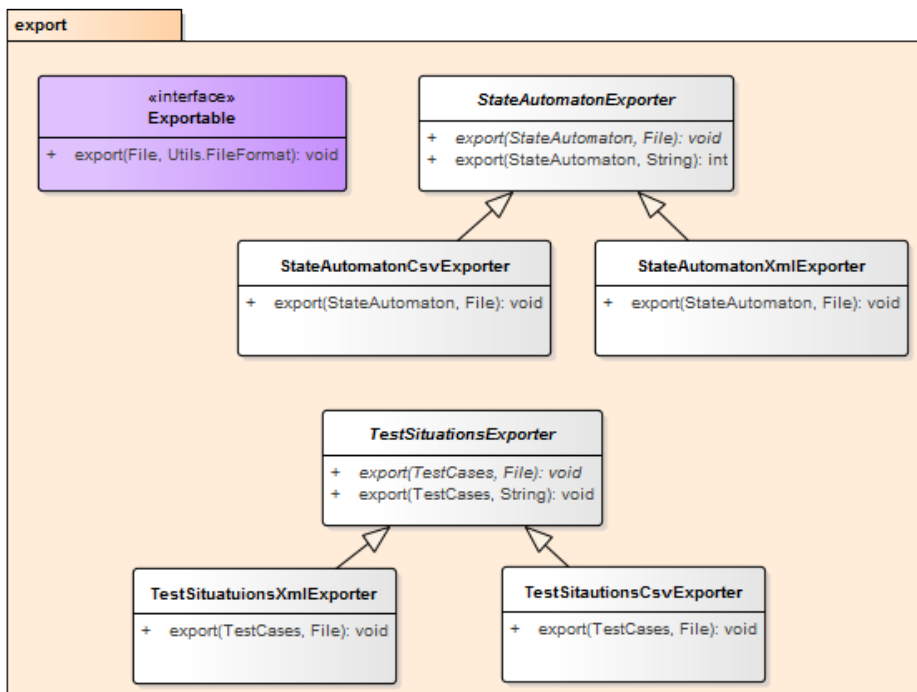 export
«interface»
Exportable
+ export(File, Utils.FileFormat): void
StateAutomatonExporter
+ export(StateAutomaton, File): void
+ export(StateAutomaton, String): int
StateAutomatonCsvExporter
+ export(StateAutomaton, File): void
StateAutomatonXmlExporter
+ export(StateAutomaton, File): void
TestSituationsExporter
+ export(TestCases, File): void
+ export(TestCases, String): void
TestSituatuionsXmlExporter
+ export(TestCases, File): void
TestSitautionsCsvExporter
+ export(TestCases, File): void